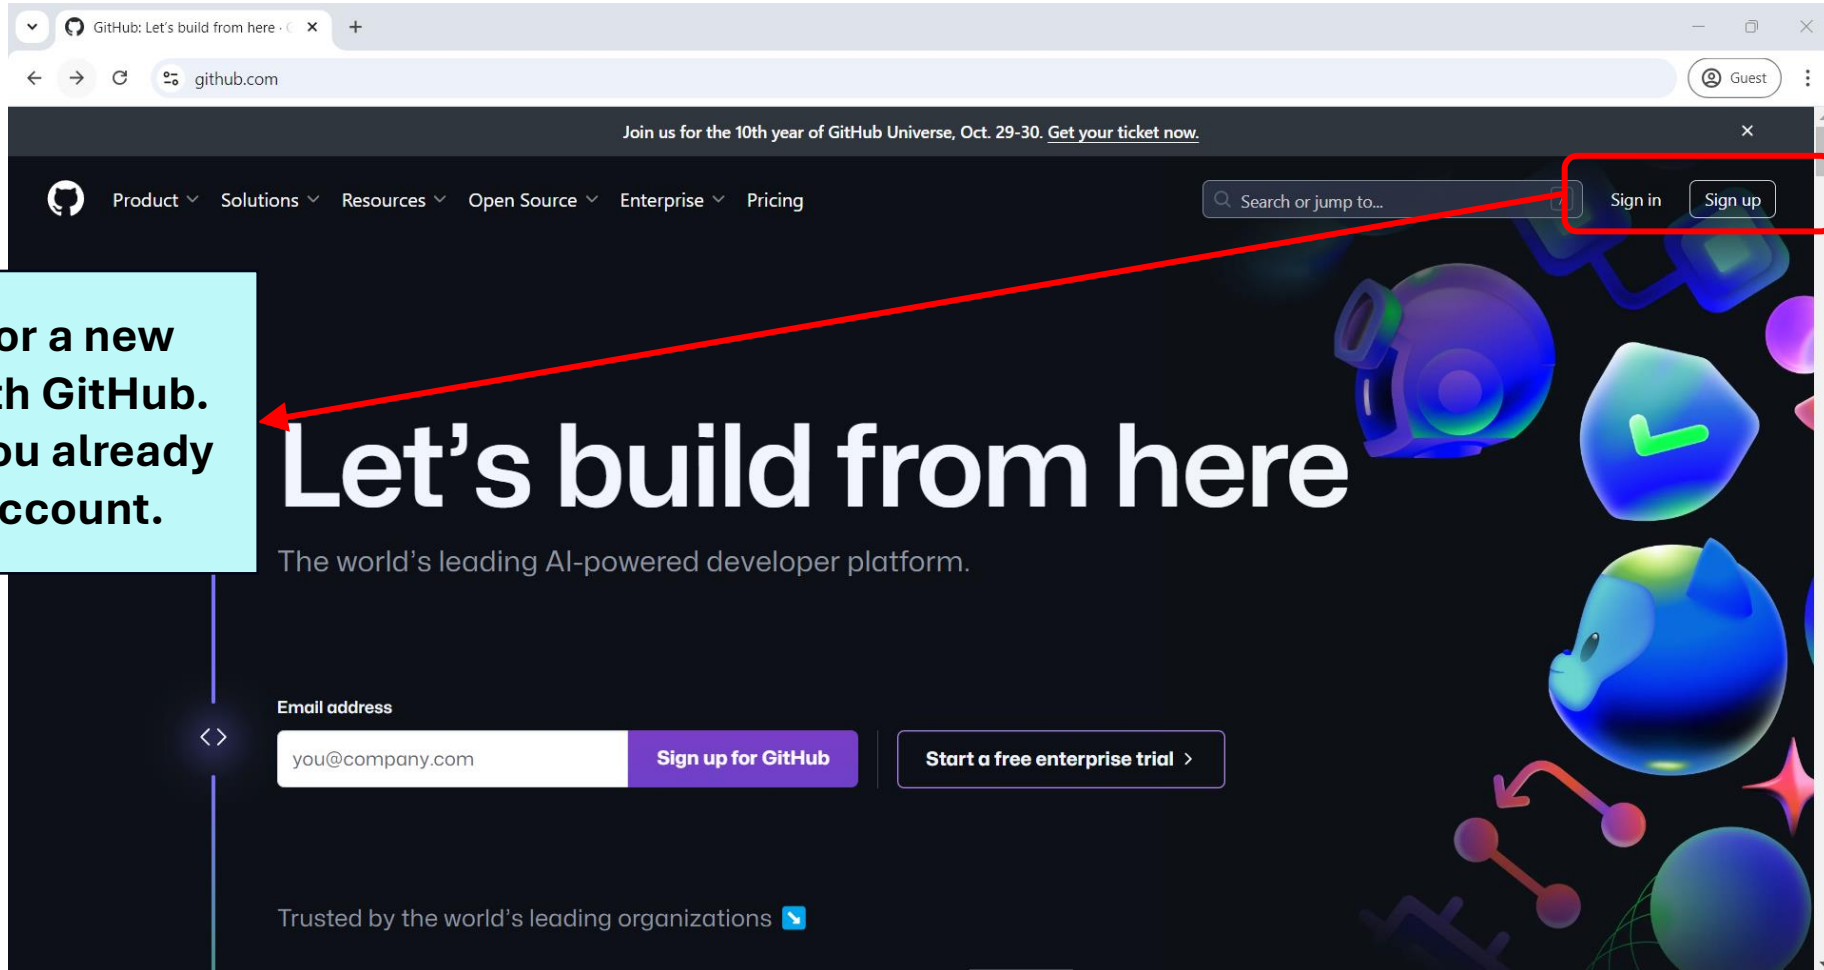 GitHub: Let's build from here ·
github.com
Guest
Join us for the 10th year of GitHub Universe, Oct. 29-30. Get your ticket now.
Product Solutions Resources Open Source Enterprise Pricing Search or jump to... Sign in Sign up
or a new
th GitHub.
ou already
ccount.
Let's build from here
The world's leading AI-powered developer platform.
Email address
you@company.com Sign up for GitHub Start a free enterprise trial
Trusted by the world's leading organizations